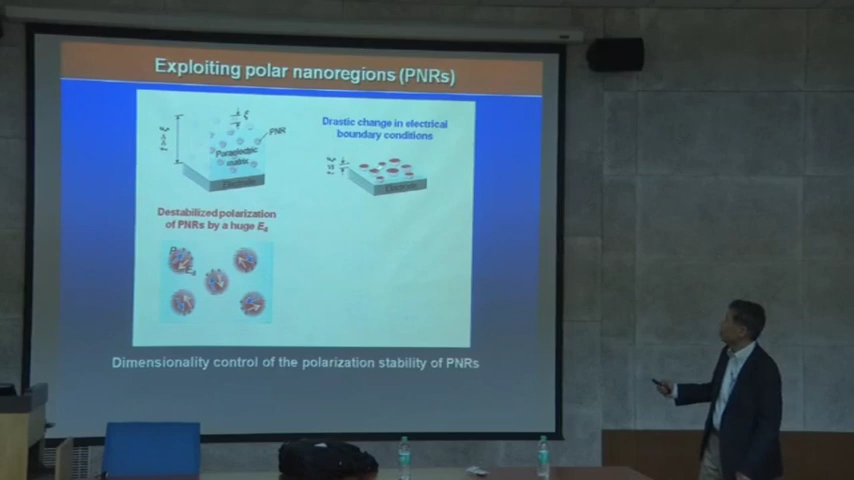 Exploiting polar nanoregions (PNRs)
PNR
Paraelectric
matrix
Electrode
Drastic change in electrical
boundary conditions
Electrode
Destabilized polarization
of PNRs by a huge Ed
Dimensionality control of the polarization stability of PNRs